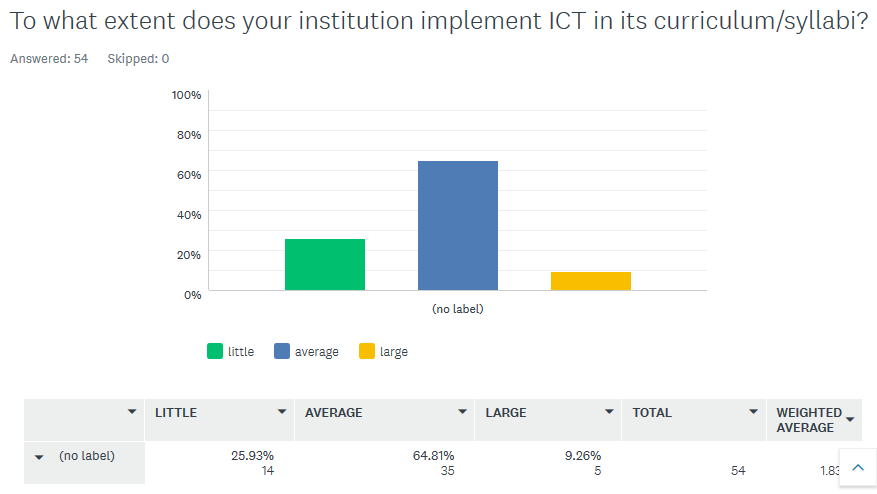 To what extent does your institution implement ICT in its curriculum/syllabi?
Answered: 54 Skipped: 0
100%
80%
60%
40%
20%
0%
(no label)
little average large
LITTLE AVERAGE LARGE TOTAL WEIGHTED AVERAGE
(no label) 25.93% 64.81% 9.26%
14 35 5 54 1.83